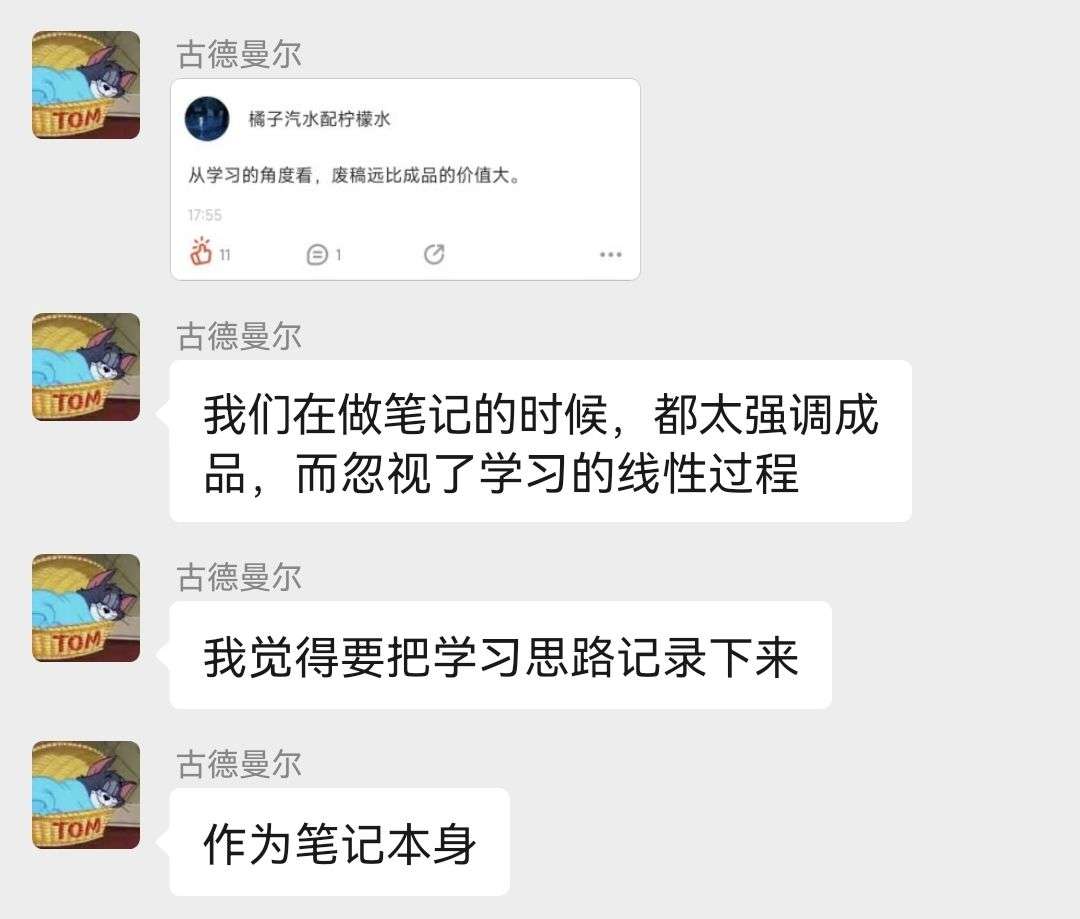 古德曼尔
TOM
橘子汽水配柠檬水
从学习的角度看，废稿远比成品的价值大。
17:55
11
1
古德曼尔
TOM
我们在做笔记的时候，都太强调成
品，而忽视了学习的线性过程
古德曼尔
TOM
我觉得要把学习思路记录下来
古德曼尔
TOM
作为笔记本身